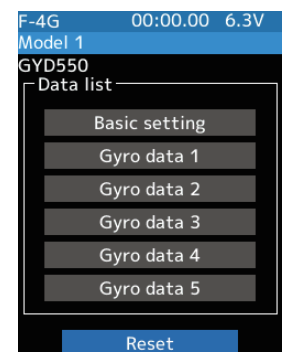 F-4G 00:00.00 6.3V
Model 1
GYD550
Data list
Basic setting
Gyro data 1
Gyro data 2
Gyro data 3
Gyro data 4
Gyro data 5
Reset